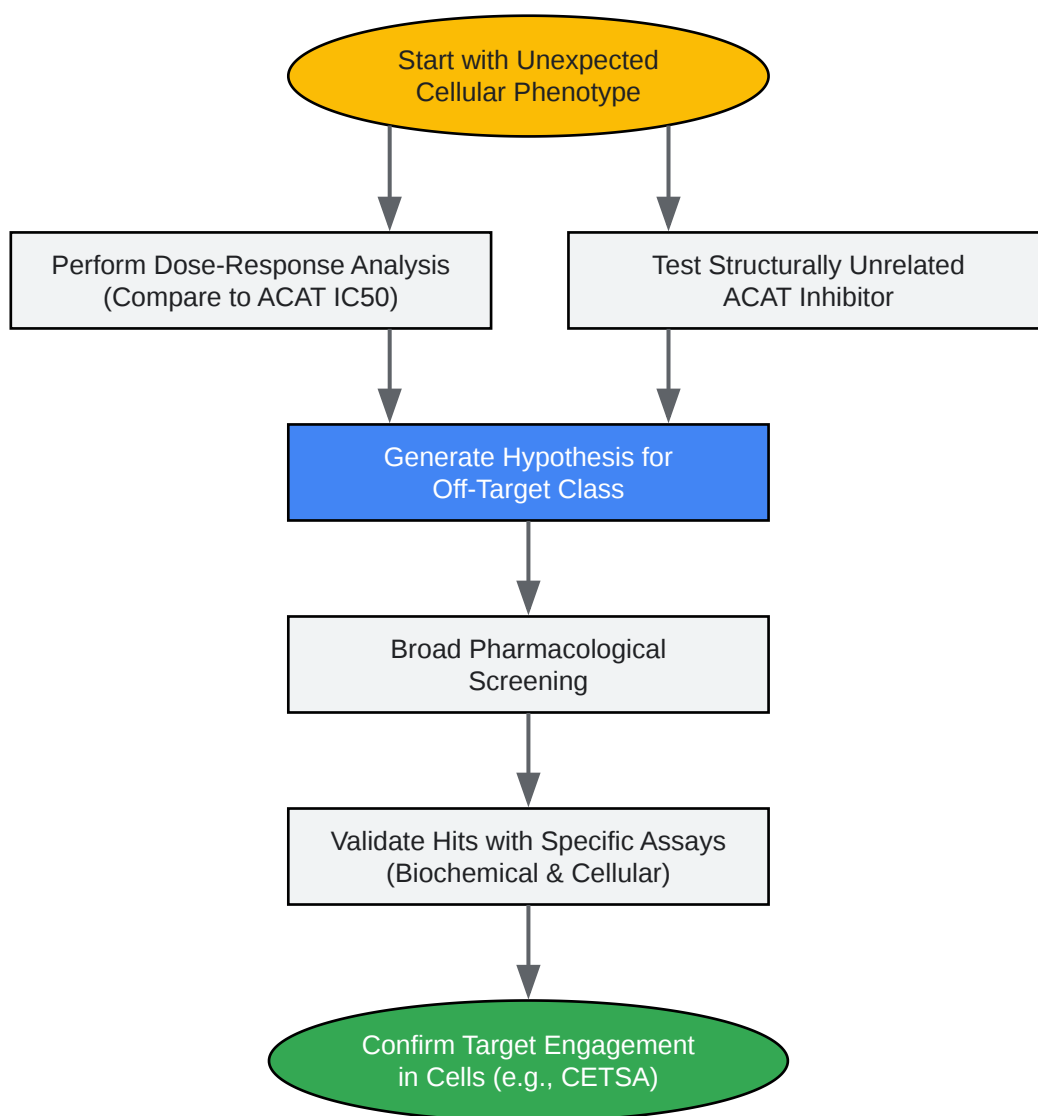 Start with Unexpected
Cellular Phenotype
Perform Dose-Response Analysis
(Compare to ACAT IC50)
Test Structurally Unrelated
ACAT Inhibitor
Generate Hypothesis for
Off-Target Class
Broad Pharmacological
Screening
Validate Hits with Specific Assays
(Biochemical & Cellular)
Confirm Target Engagement
in Cells (e.g., CETSA)